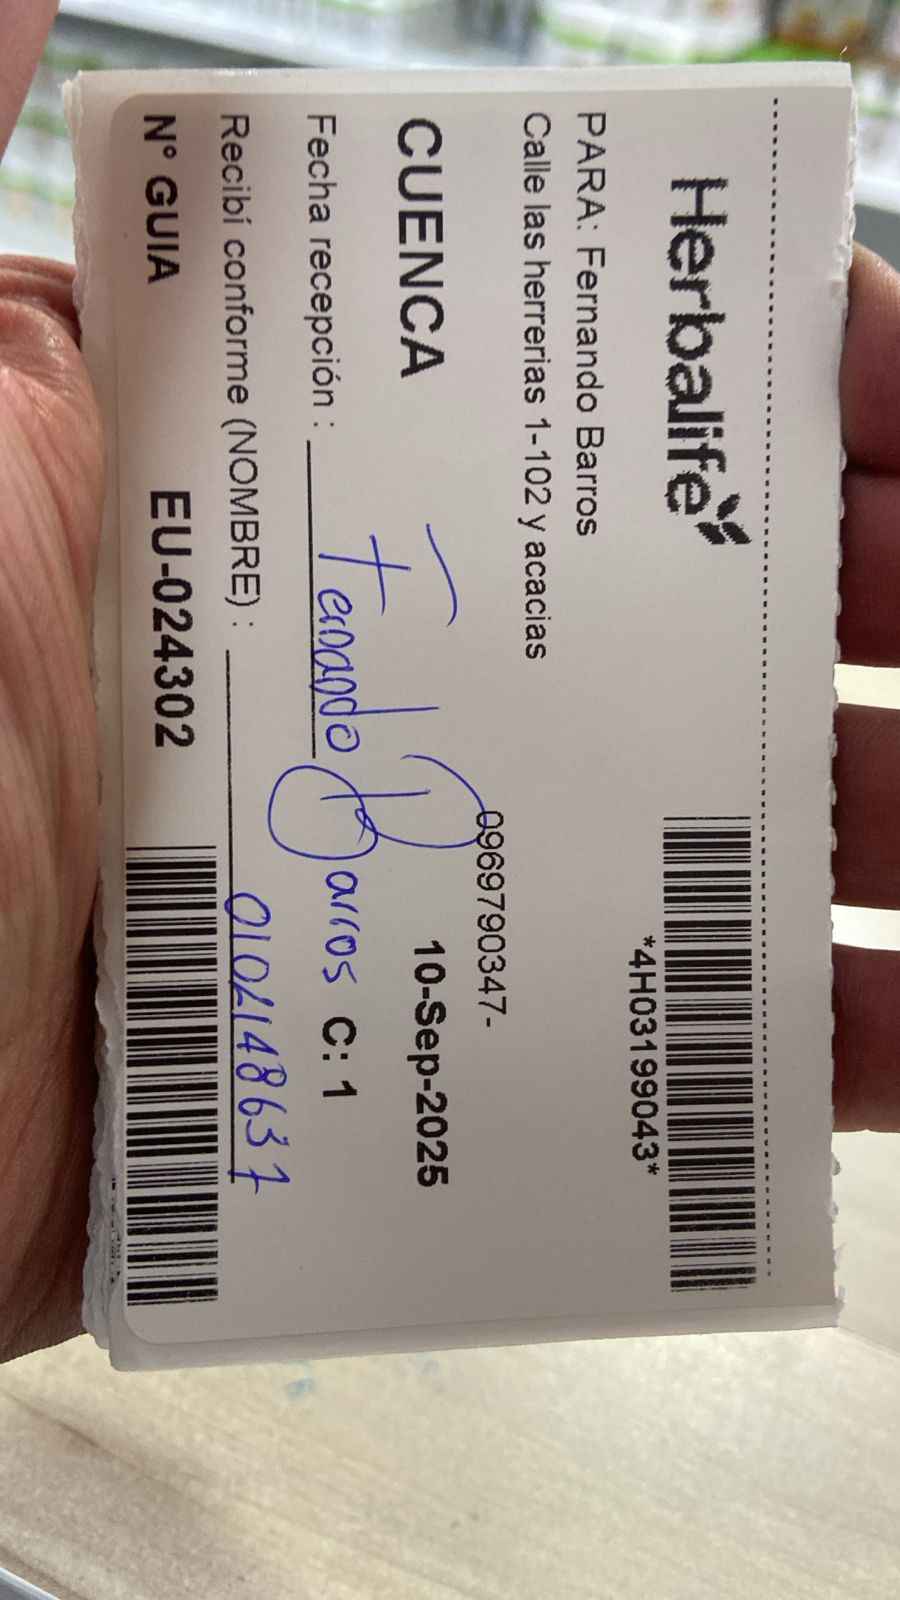 Herbalife
*4H03199043*
PARA: Fernando Barros
Calle las herrerias 1-102 y acacias
0969790347-
CUENCA 10-Sep-2025
Fecha recepción : Fernando Barros C: 1
Recibí conforme (NOMBRE) : 0102148637
N° GUIA EU-024302